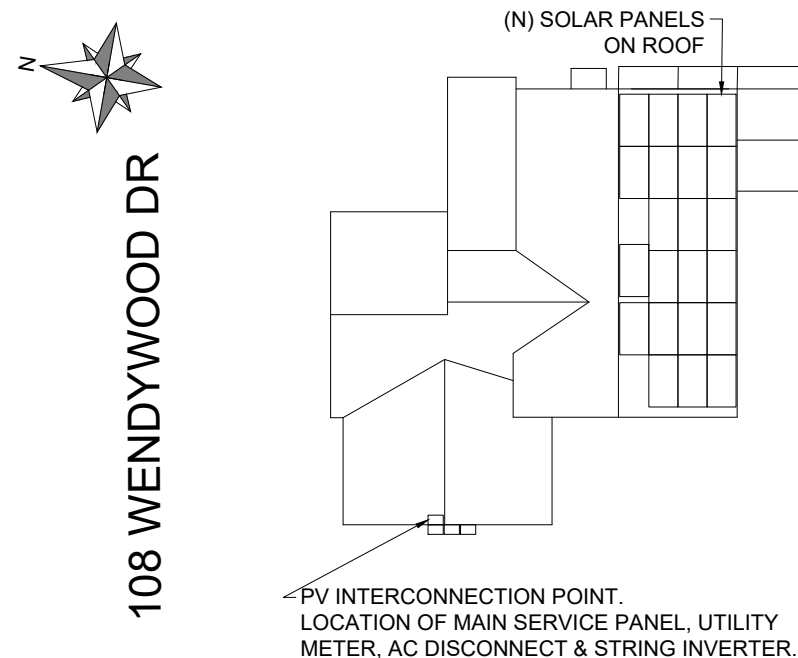 (N) SOLAR PANELS
ON ROOF
N
108 WENDYWOOD DR
PV INTERCONNECTION POINT.
LOCATION OF MAIN SERVICE PANEL, UTILITY
METER, AC DISCONNECT & STRING INVERTER.